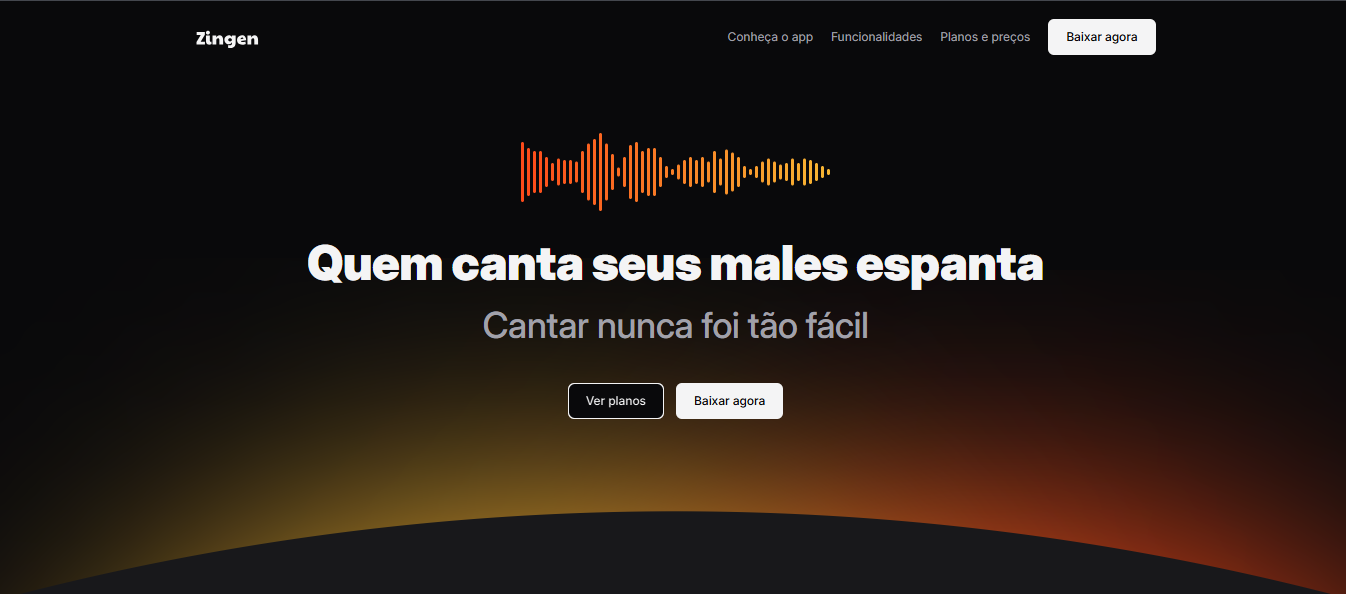 Zingen
Conheça o app
Funcionalidades
Planos e preços
Baixar agora
Quem canta seus males espanta
Cantar nunca foi tão fácil
Ver planos
Baixar agora